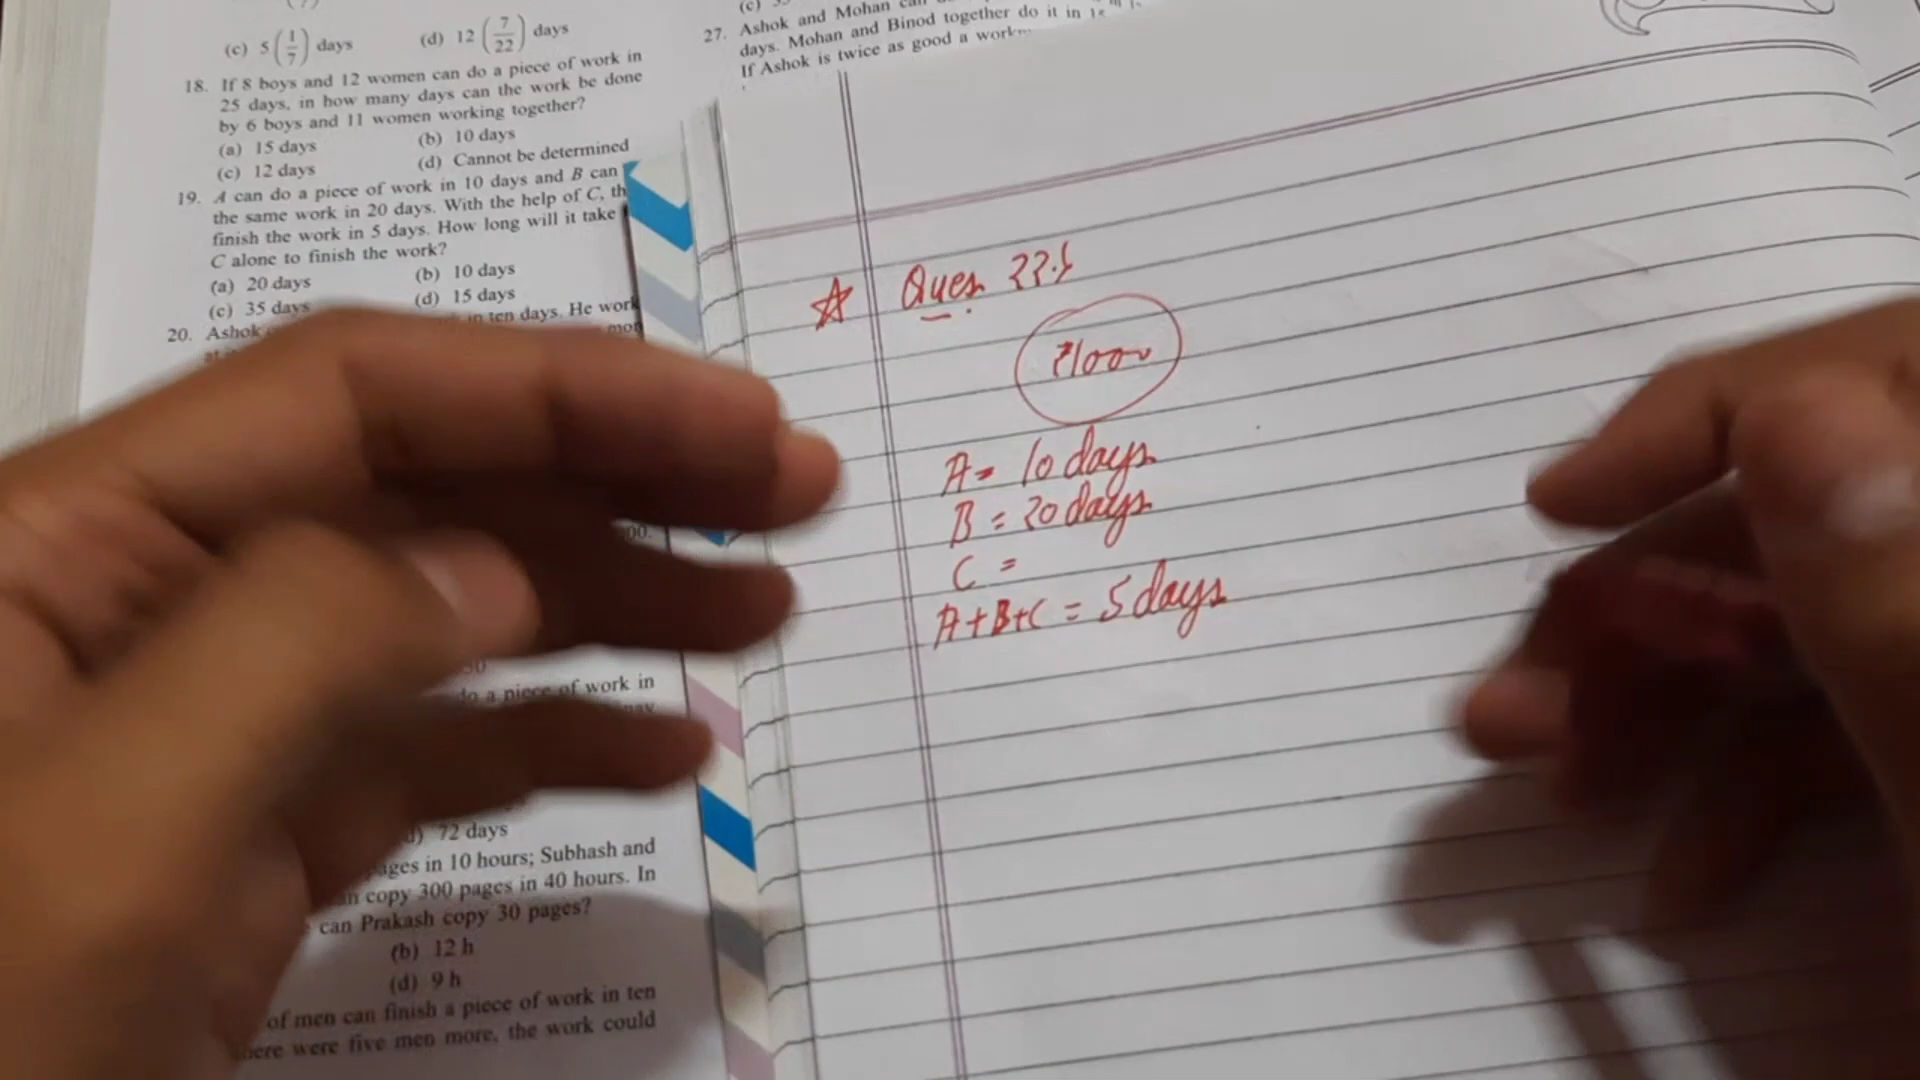 (c) 5 (1/7) days
(d) 12 (7/22) days
18. If 8 boys and 12 women can do a piece of work in
25 days, in how many days can the work be done
by 6 boys and 11 women working together?
(a) 15 days
(b) 10 days
(c) 12 days
(d) Cannot be determined
19. A can do a piece of work in 10 days and B can
the same work in 20 days. With the help of C, th
finish the work in 5 days. How long will it take
C alone to finish the work?
(a) 20 days
(b) 10 days
(c) 35 days
(d) 15 days
20. Ashok
in ten days. He work
mor
00.
do a piece of work in
72 days
ages in 10 hours; Subhash and
copy 300 pages in 40 hours. In
can Prakash copy 30 pages?
(b) 12 h
(d) 9 h
of men can finish a piece of work in ten
were five men more, the work could
27. Ashok and Mohan can
days. Mohan and Binod together do it in
If Ashok is twice as good a
Ques
₹1000
A = 10 days
B = 20 days
C =
A+B+C = 5 days